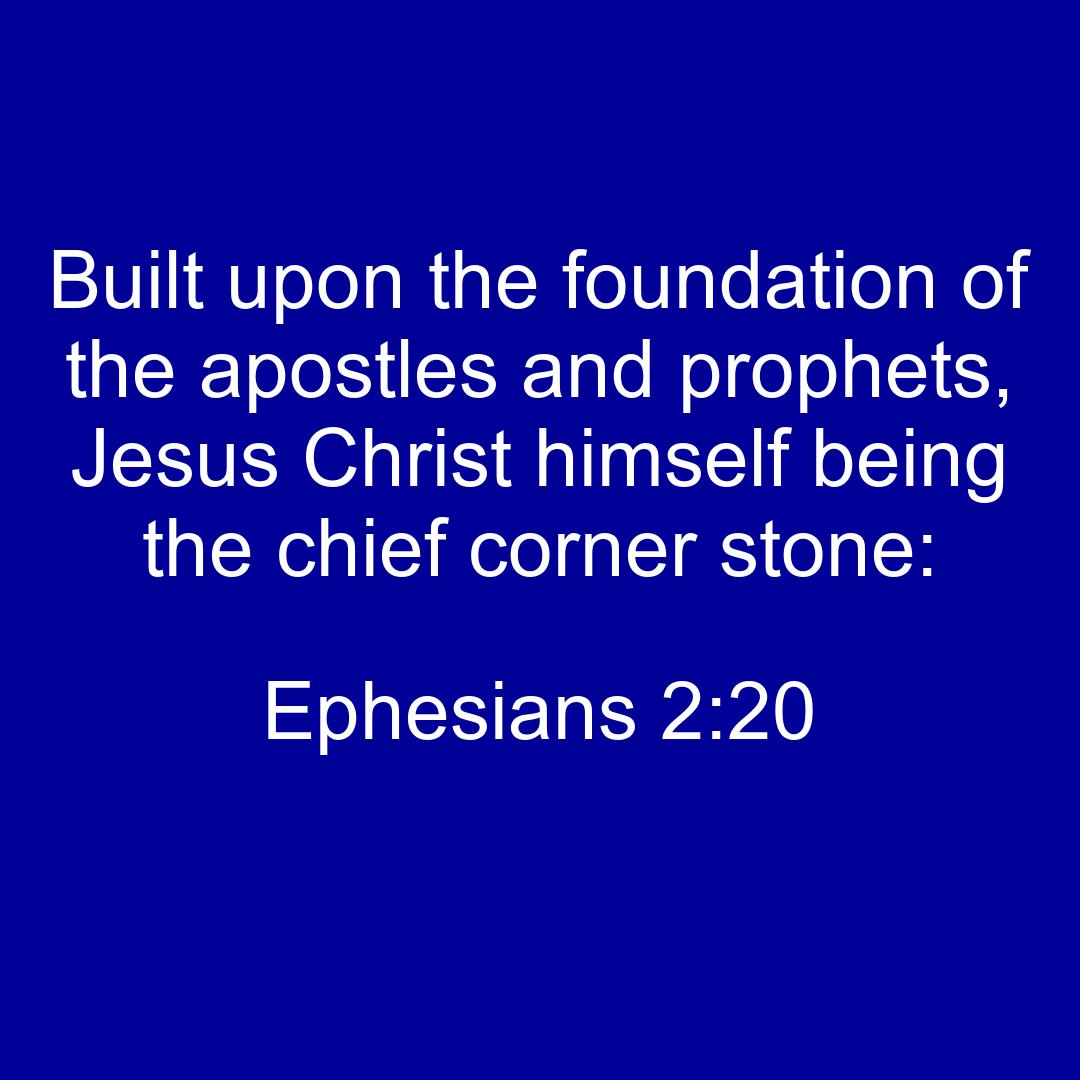 Built upon the foundation of
the apostles and prophets,
Jesus Christ himself being
the chief corner stone:
Ephesians 2:20